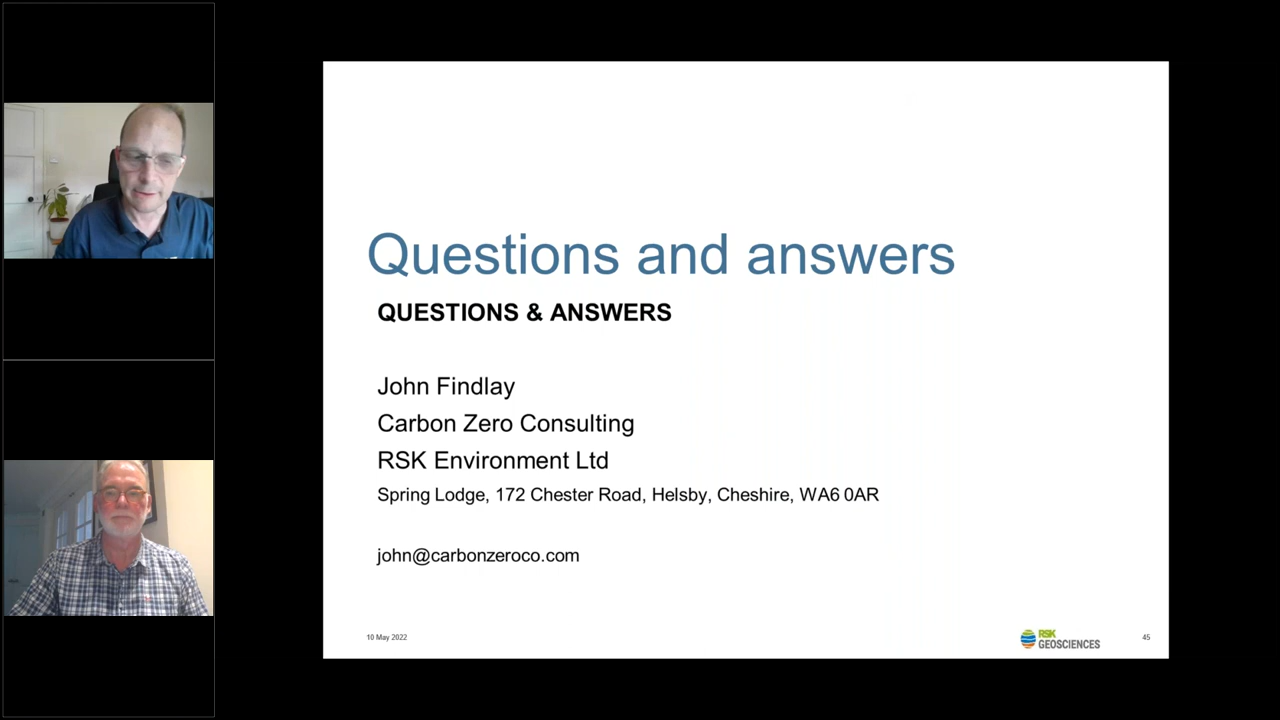 Questions and answers
QUESTIONS & ANSWERS
John Findlay
Carbon Zero Consulting
RSK Environment Ltd
Spring Lodge, 172 Chester Road, Helsby, Cheshire, WA6 0AR
john@carbonzeroco.com
10 May 2022
RSK
GEOSCIENCES
45